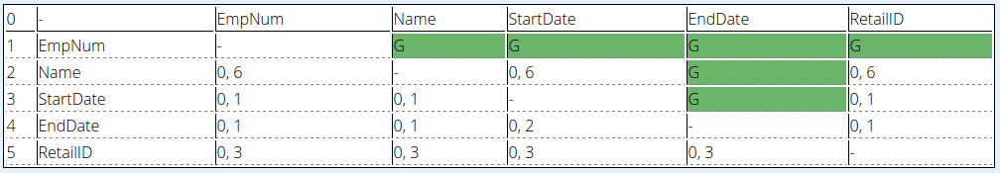 0 - EmpNum Name StartDate EndDate RetailID
1 EmpNum - G G G G
2 Name 0, 6 - 0, 6 G 0, 6
3 StartDate 0, 1 0, 1 - G 0, 1
4 EndDate 0, 1 0, 1 0, 2 - 0, 1
5 RetailID 0, 3 0, 3 0, 3 0, 3 -